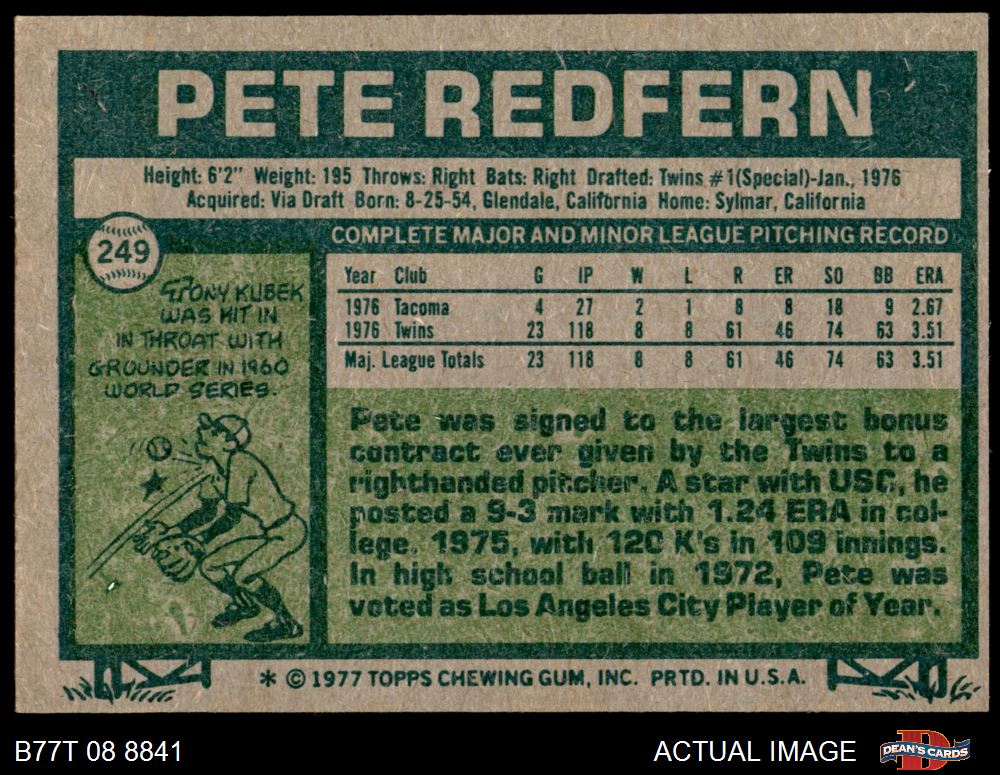 PETE REDFERN
Height: 6'2" Weight: 195 Throws: Right Bats: Right Drafted: Twins #1(Special)-Jan., 1976
Acquired: Via Draft Born: 8-25-54, Glendale, California Home: Sylmar, California
249
TONY KUBEK
WAS HIT IN
IN THROAT WITH
GROUNDER IN 1960
WORLD SERIES.
COMPLETE MAJOR AND MINOR LEAGUE PITCHING RECORD
Year Club G IP W L R ER SO BB ERA
1976 Tacoma 4 27 2 1 8 8 18 9 2.67
1976 Twins 23 118 8 8 61 46 74 63 3.51
Maj. League Totals 23 118 8 8 61 46 74 63 3.51
Pete was signed to the largest bonus
contract ever given by the Twins to a
righthanded pitcher. A star with USC, he
posted a 9-3 mark with 1.24 ERA in col-
lege, 1975, with 120 K's in 109 innings.
In high school ball in 1972, Pete was
voted as Los Angeles City Player of Year.
* © 1977 TOPPS CHEWING GUM, INC. PRTD. IN U.S.A.
B77T 08 8841
ACTUAL IMAGE
D
DEAN'S CARDS